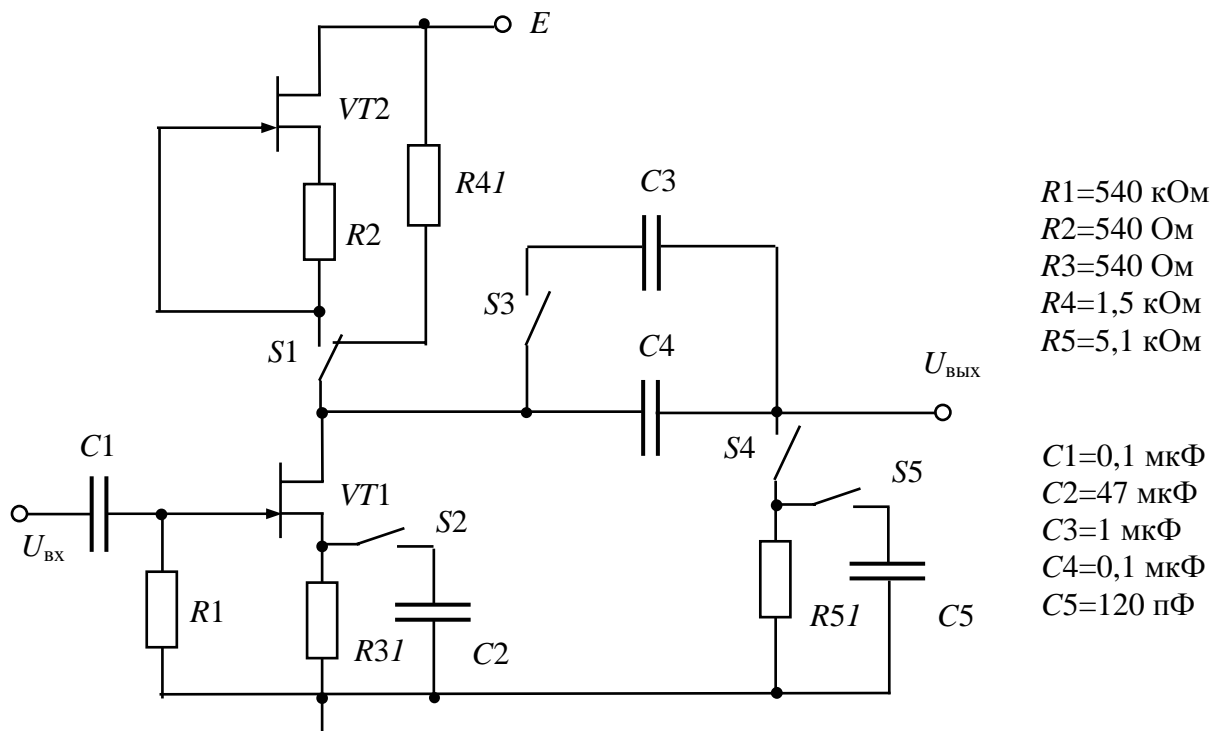 E
VT2
R41
C3
R2
S3
S1
C4
Uвых
C1
S4
S5
VT1
S2
Uвх
R1
R31
C2
R51
C5
R1=540 кОм
R2=540 Ом
R3=540 Ом
R4=1,5 кОм
R5=5,1 кОм
C1=0,1 мкФ
C2=47 мкФ
C3=1 мкФ
C4=0,1 мкФ
C5=120 пФ